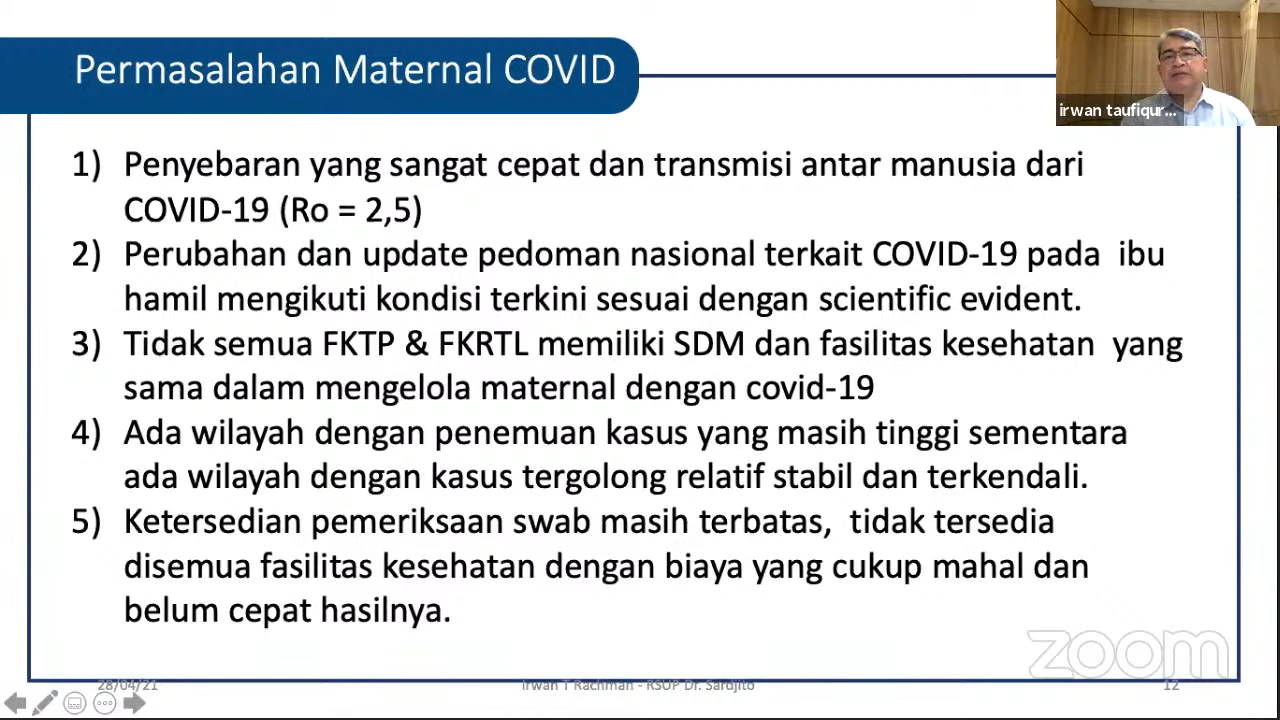 Permasalahan Maternal COVID
irwan taufiqur...
1) Penyebaran yang sangat cepat dan transmisi antar manusia dari
COVID-19 (Ro = 2,5)
2) Perubahan dan update pedoman nasional terkait COVID-19 pada ibu
hamil mengikuti kondisi terkini sesuai dengan scientific evident.
3) Tidak semua FKTP & FKRTL memiliki SDM dan fasilitas kesehatan yang
sama dalam mengelola maternal dengan covid-19
4) Ada wilayah dengan penemuan kasus yang masih tinggi sementara
ada wilayah dengan kasus tergolong relatif stabil dan terkendali.
5) Ketersedian pemeriksaan swab masih terbatas, tidak tersedia
disemua fasilitas kesehatan dengan biaya yang cukup mahal dan
belum cepat hasilnya.
zoom
28/04/21
Irwan T Rachman - RSUP Dr. Sardjito
12